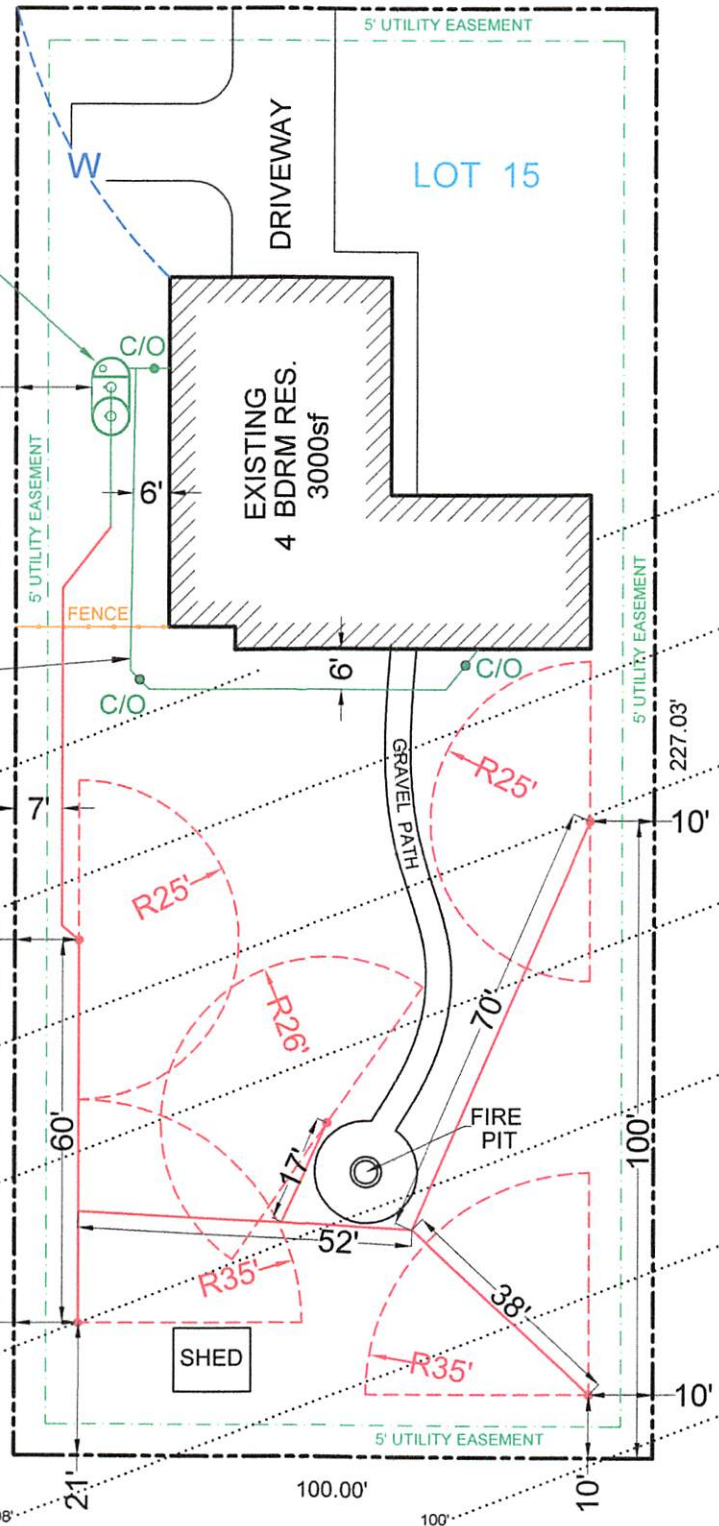 5' UTILITY EASEMENT
DRIVEWAY
W
LOT 15
C/O
EXISTING
4 BDRM RES.
3000sf
6'
5' UTILITY EASEMENT
FENCE
5' UTILITY EASEMENT
6'
C/O
C/O
227.03'
GRAVEL PATH
R25'
7'
10'
R25'
R26'
70'
60'
FIRE
PIT
100'
17'
52'
R35'
38'
SHED
R35'
10'
5' UTILITY EASEMENT
21'
100.00'
10'
100'